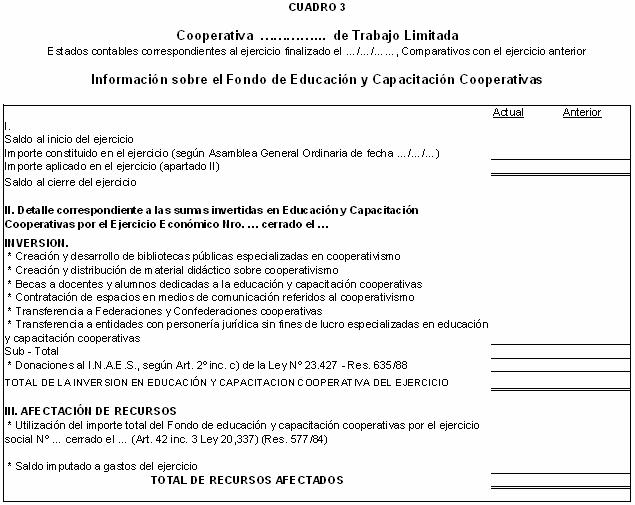 CUADRO 3
Cooperativa ………….. de Trabajo Limitada
Estados contables correspondientes al ejercicio finalizado el …/…/……, Comparativos con el ejercicio anterior
Información sobre el Fondo de Educación y Capacitación Cooperativas
Actual Anterior
I.
Saldo al inicio del ejercicio
Importe constituido en el ejercicio (según Asamblea General Ordinaria de fecha …/…/…)
Importe aplicado en el ejercicio (apartado II)
Saldo al cierre del ejercicio
II. Detalle correspondiente a las sumas invertidas en Educación y Capacitación
Cooperativas por el Ejercicio Económico Nro. … cerrado el …
INVERSION.
* Creación y desarrollo de bibliotecas públicas especializadas en cooperativismo
* Creación y distribución de material didáctico sobre cooperativismo
* Becas a docentes y alumnos dedicadas a la educación y capacitación cooperativas
* Contratación de espacios en medios de comunicación referidos al cooperativismo
* Transferencia a Federaciones y Confederaciones cooperativas
* Transferencia a entidades con personería jurídica sin fines de lucro especializadas en educación
y capacitación cooperativas
Sub - Total
* Donaciones al I.N.A.E.S., según Art. 2º inc. c) de la Ley Nº 23.427 - Res. 635/88
TOTAL DE LA INVERSION EN EDUCACIÓN Y CAPACITACION COOPERATIVA DEL EJERCICIO
III. AFECTACIÓN DE RECURSOS
* Utilización del importe total del Fondo de educación y capacitación cooperativas por el ejercicio
social Nº … cerrado el … (Art. 42 inc. 3 Ley 20,337) (Res. 577/84)
* Saldo imputado a gastos del ejercicio
TOTAL DE RECURSOS AFECTADOS